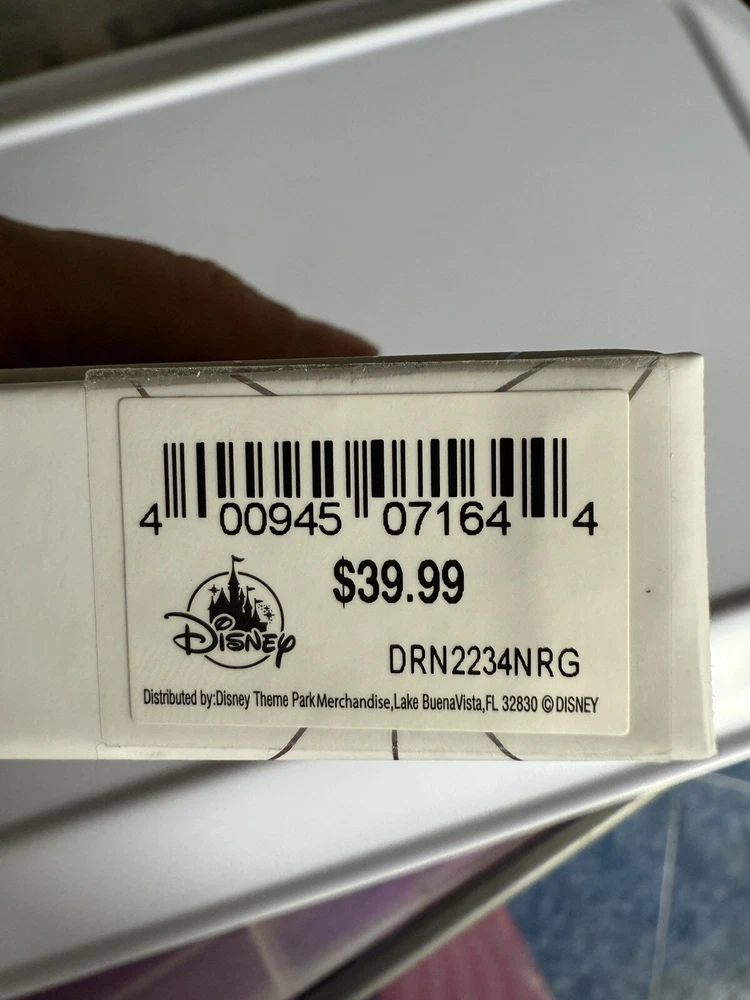 4 00945 07164 4
$39.99
Disney
DRN2234NRG
Distributed by:Disney Theme Park Merchandise,Lake BuenaVista,FL 32830 ©DISNEY